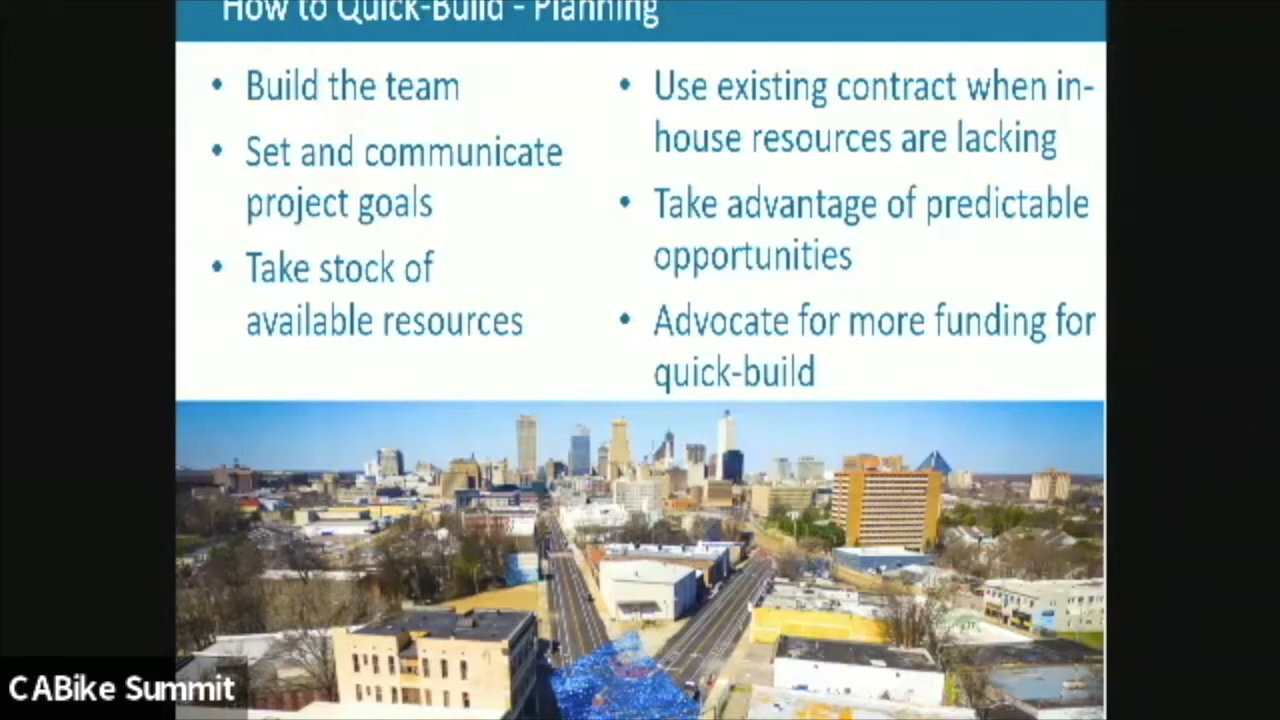 How to Quick-Build - Planning
• Build the team
• Set and communicate
project goals
• Take stock of
available resources
• Use existing contract when in-
house resources are lacking
• Take advantage of predictable
opportunities
• Advocate for more funding for
quick-build
CABike Summit